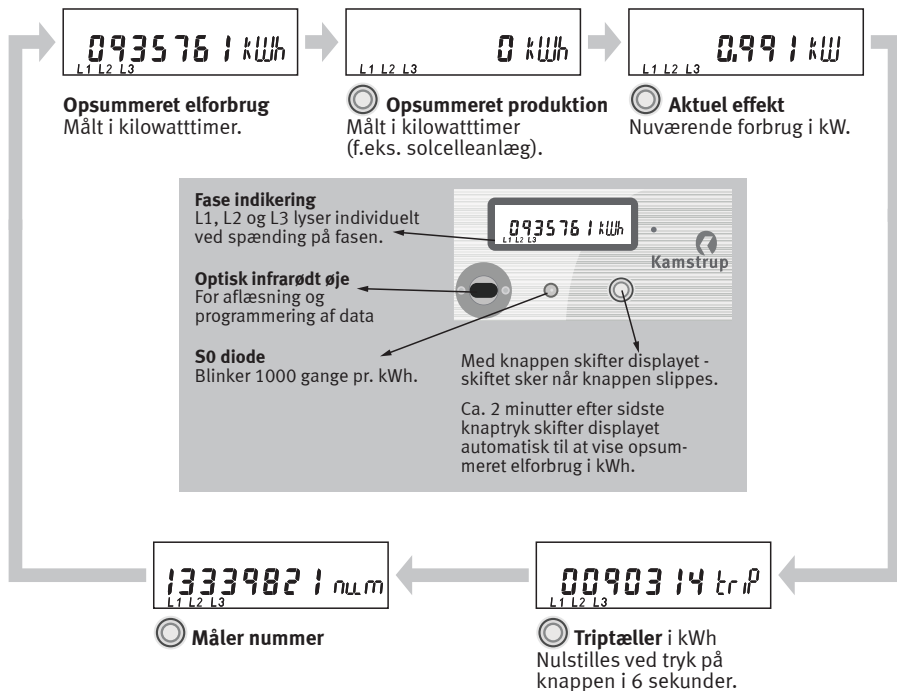 0935761 kWh
L1 L2 L3
Opsummeret elforbrug
Målt i kilowatttimer.
0 kWh
L1 L2 L3
Opsummeret produktion
Målt i kilowatttimer
(f.eks. solcelleanlæg).
0.991 kW
L1 L2 L3
Aktuel effekt
Nuværende forbrug i kW.
Fase indikering
L1, L2 og L3 lyser individuelt
ved spænding på fasen.
Optisk infrarødt øje
For aflæsning og
programmering af data
S0 diode
Blinker 1000 gange pr. kWh.
0935761 kWh
L1 L2 L3
Kamstrup
Med knappen skifter displayet -
skiftet sker når knappen slippes.
Ca. 2 minutter efter sidste
knaptryk skifter displayet
automatisk til at vise opsum-
meret elforbrug i kWh.
13339821 num
L1 L2 L3
Måler nummer
0090314 trip
L1 L2 L3
Triptæller i kWh
Nulstilles ved tryk på
knappen i 6 sekunder.